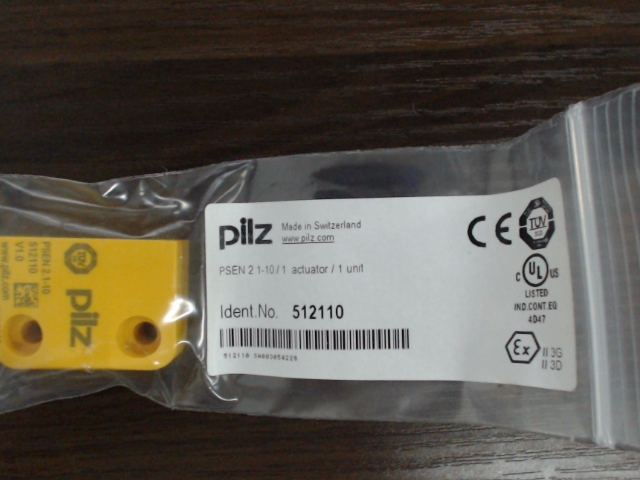 pilz
Made in Switzerland
www.pilz.com
PSEN 2.1-10 / 1 actuator / 1 unit
Ident.No. 512110
CE
TÜV
C UL US
LISTED
IND.CONT.EQ
4D47
Ex
II 3G
II 3D
PSEN 2.1-10
512110
V1.0
www.pilz.com
pilz